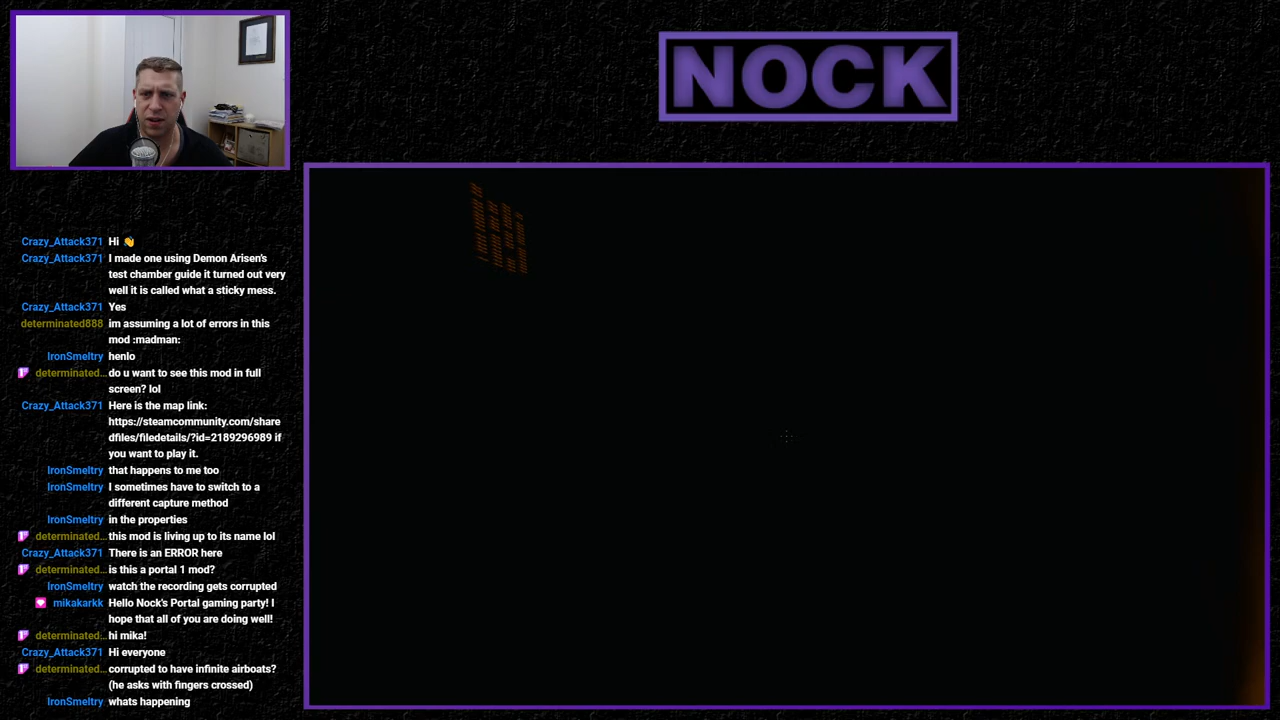 NOCK
Crazy_Attack371 Hi 👋
Crazy_Attack371 I made one using Demon Arisen's
test chamber guide it turned out very
well it is called what a sticky mess.
Crazy_Attack371 Yes
determinated888 im assuming a lot of errors in this
mod :madman:
IronSmeltry henlo
determinated... do u want to see this mod in full
screen? lol
Crazy_Attack371 Here is the map link:
https://steamcommunity.com/share
dfiles/filedetails/?id=2189296989 if
you want to play it.
IronSmeltry that happens to me too
IronSmeltry I sometimes have to switch to a
different capture method
IronSmeltry in the properties
determinated... this mod is living up to its name lol
Crazy_Attack371 There is an ERROR here
determinated... is this a portal 1 mod?
IronSmeltry watch the recording gets corrupted
mikakarkk Hello Nock's Portal gaming party! I
hope that all of you are doing well!
determinated... hi mika!
Crazy_Attack371 Hi everyone
determinated... corrupted to have infinite airboats?
(he asks with fingers crossed)
IronSmeltry whats happening